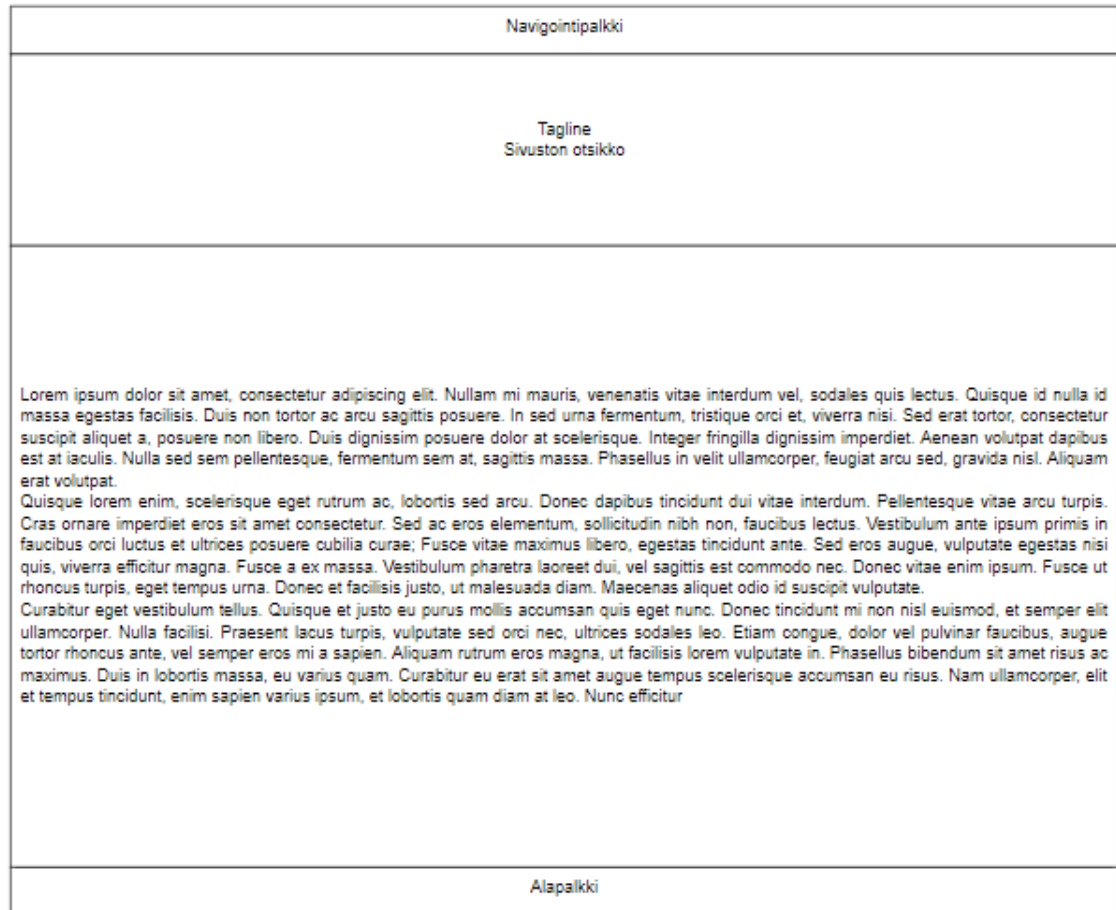 Navigointipalkki
Tagline
Sivuston otsikko
Lorem ipsum dolor sit amet, consectetur adipiscing elit. Nullam mi mauris, venenatis vitae interdum vel, sodales quis lectus. Quisque id nulla id
massa egestas facilisis. Duis non tortor ac arcu sagittis posuere. In sed urna fermentum, tristique orci et, viverra nisi. Sed erat tortor, consectetur
suscipit aliquet a, posuere non libero. Duis dignissim posuere dolor at scelerisque. Integer fringilla dignissim imperdiet. Aenean volutpat dapibus
est at iaculis. Nulla sed sem pellentesque, fermentum sem at, sagittis massa. Phasellus in velit ullamcorper, feugiat arcu sed, gravida nisl. Aliquam
erat volutpat.
Quisque lorem enim, scelerisque eget rutrum ac, lobortis sed arcu. Donec dapibus tincidunt dui vitae interdum. Pellentesque vitae arcu turpis.
Cras ornare imperdiet eros sit amet consectetur. Sed ac eros elementum, sollicitudin nibh non, faucibus lectus. Vestibulum ante ipsum primis in
faucibus orci luctus et ultrices posuere cubilia curae; Fusce vitae maximus libero, egestas tincidunt ante. Sed eros augue, vulputate egestas nisi
quis, viverra efficitur magna. Fusce a ex massa. Vestibulum pharetra laoreet dui, vel sagittis est commodo nec. Donec vitae enim ipsum. Fusce ut
rhoncus turpis, eget tempus urna. Donec et facilisis justo, ut malesuada diam. Maecenas aliquet odio id suscipit vulputate.
Curabitur eget vestibulum tellus. Quisque et justo eu purus mollis accumsan quis eget nunc. Donec tincidunt mi non nisl euismod, et semper elit
ullamcorper. Nulla facilisi. Praesent lacus turpis, vulputate sed orci nec, ultrices sodales leo. Etiam congue, dolor vel pulvinar faucibus, augue
tortor rhoncus ante, vel semper eros mi a sapien. Aliquam rutrum eros magna, ut facilisis lorem vulputate in. Phasellus bibendum sit amet risus ac
maximus. Duis in lobortis massa, eu varius quam. Curabitur eu erat sit amet augue tempus scelerisque accumsan eu risus. Nam ullamcorper, elit
et tempus tincidunt, enim sapien varius ipsum, et lobortis quam diam at leo. Nunc efficitur
Alapalkki